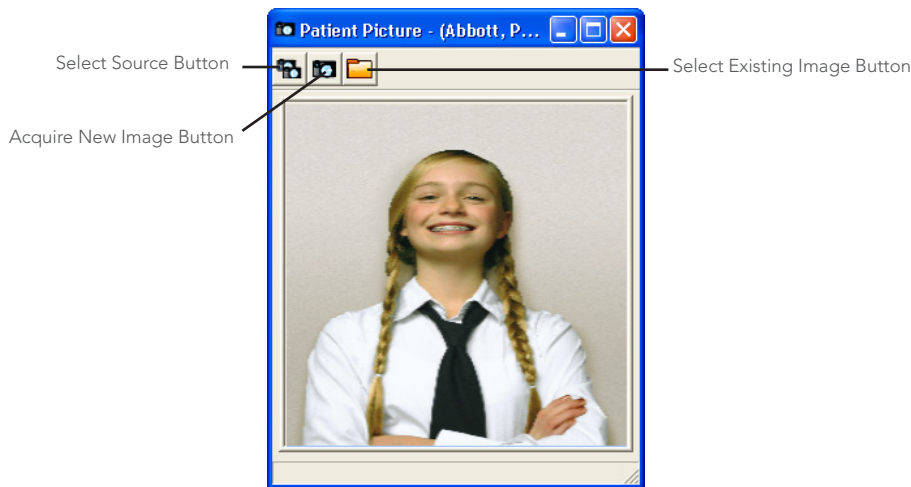 Patient Picture - (Abbott, P...
Select Source Button
Select Existing Image Button
Acquire New Image Button